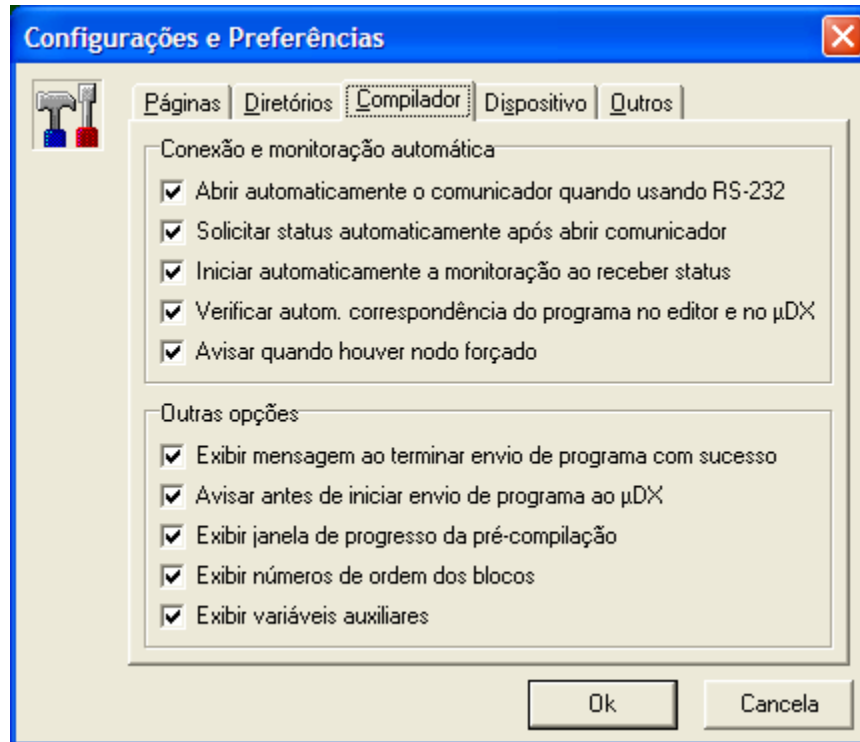 Configurações e Preferências
Páginas Diretórios Compilador Dispositivo Outros
Conexão e monitoração automática
Abrir automaticamente o comunicador quando usando RS-232
Solicitar status automaticamente após abrir comunicador
Iniciar automaticamente a monitoração ao receber status
Verificar autom. correspondência do programa no editor e no µDX
Avisar quando houver nodo forçado
Outras opções
Exibir mensagem ao terminar envio de programa com sucesso
Avisar antes de iniciar envio de programa ao µDX
Exibir janela de progresso da pré-compilação
Exibir números de ordem dos blocos
Exibir variáveis auxiliares
Ok Cancela